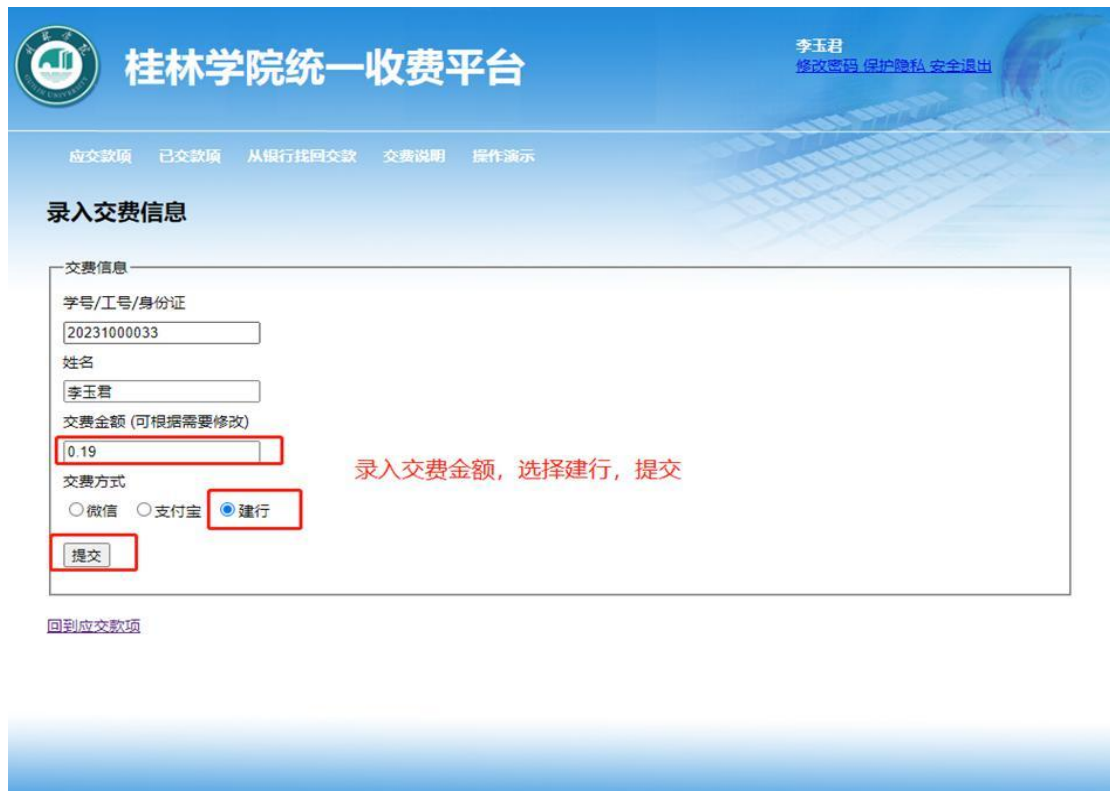 桂林学院统一收费平台
李玉君
修改密码 保护隐私 安全退出
应交款项 已交款项 从银行找回交款 交费说明 操作演示
录入交费信息
交费信息
学号/工号/身份证
20231000033
姓名
李玉君
交费金额 (可根据需要修改)
0.19
录入交费金额，选择建行，提交
交费方式
微信 支付宝 建行
提交
回到应交款项